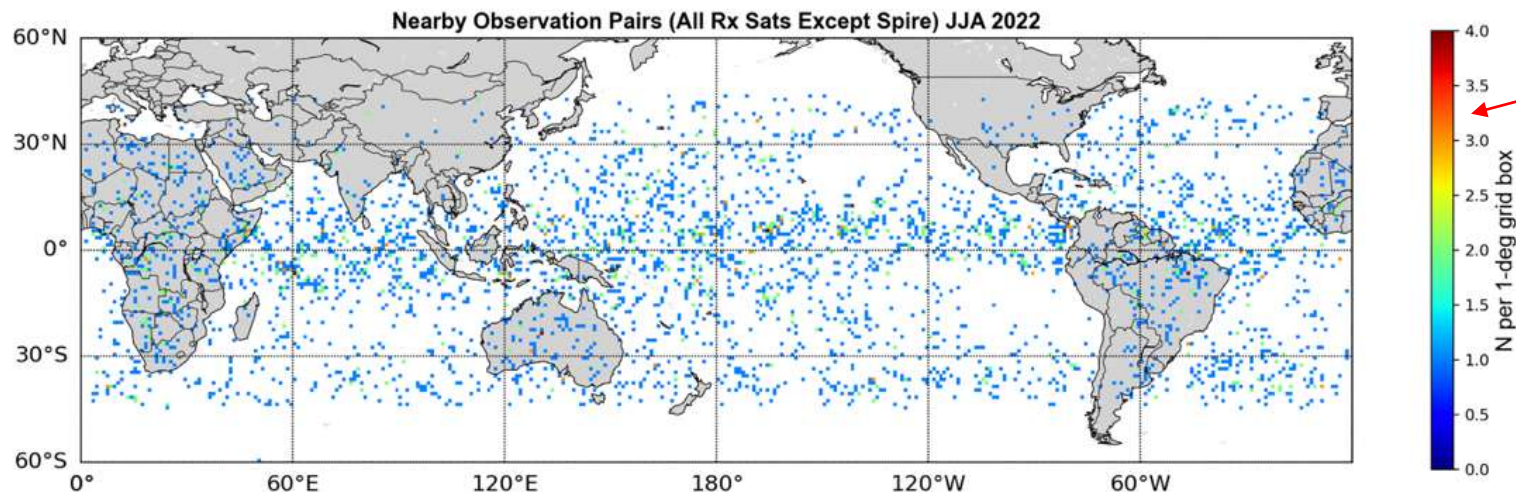 Nearby Observation Pairs (All Rx Sats Except Spire) JJA 2022
60°N
30°N
0°
30°S
60°S
0°
60°E
120°E
180°
120°W
60°W
4.0
3.5
3.0
2.5
2.0
1.5
1.0
0.5
0.0
N per 1-deg grid box